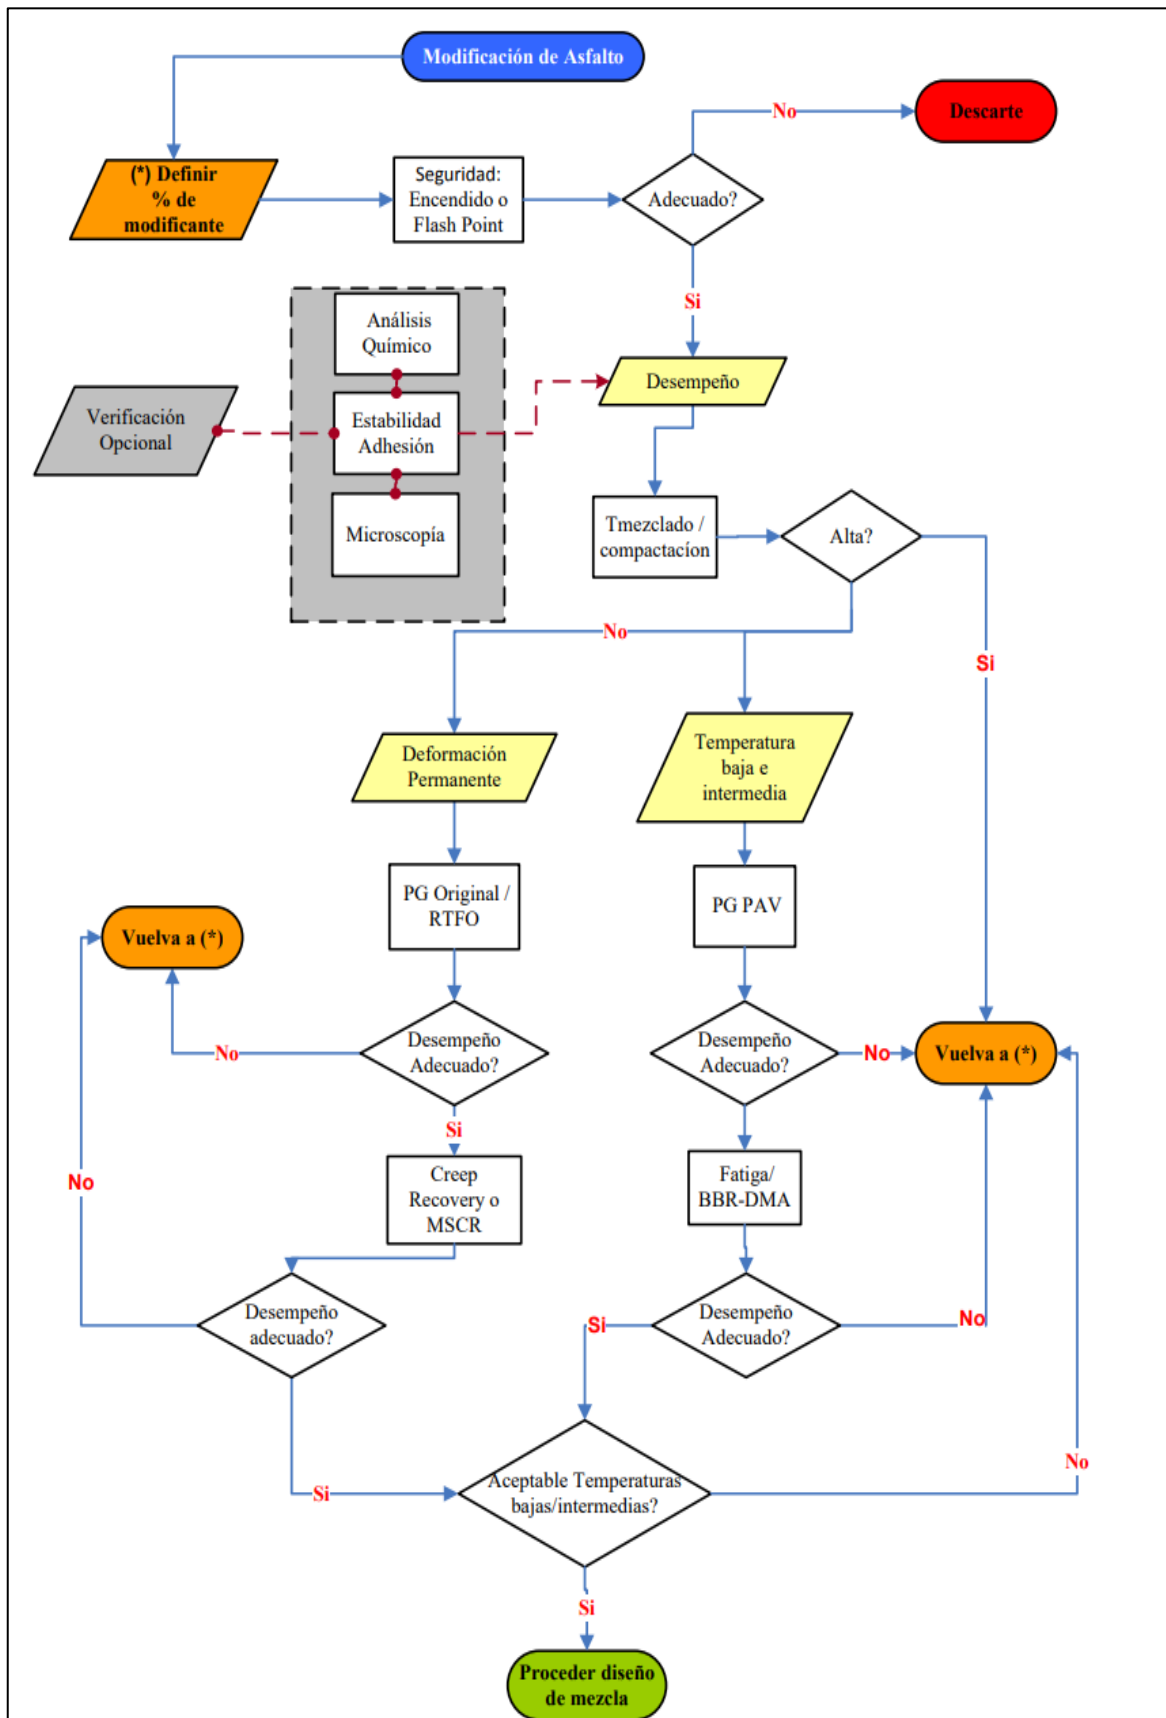 Modificación de Asfalto
No
Descarte
(*) Definir
% de
modificante
Seguridad:
Encendido o
Flash Point
Adecuado?
Si
Análisis
Químico
Desempeño
Verificación
Opcional
Estabilidad
Adhesión
Microscopía
Tmezclado /
compactacíon
Alta?
No
Si
Deformación
Permanente
Temperatura
baja e
intermedia
PG Original /
RTFO
PG PAV
Vuelva a (*)
Desempeño
Adecuado?
No
Desempeño
Adecuado?
No
Vuelva a (*)
Si
Creep
Recovery o
MSCR
Fatiga/
BBR-DMA
No
Desempeño
adecuado?
Si
Desempeño
Adecuado?
No
No
Si
Aceptable Temperaturas
bajas/intermedias?
Si
Proceder diseño
de mezcla